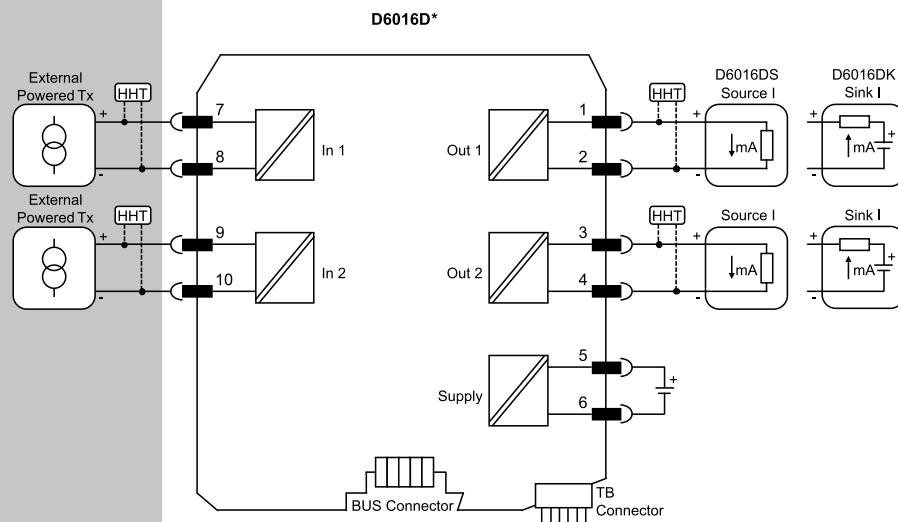 D6016D*
External
Powered Tx
+
-
HHT
7
8
In 1
Out 1
1
2
HHT
D6016DS
Source I
+
-
mA
D6016DK
Sink I
+
-
mA
+
External
Powered Tx
+
-
HHT
9
10
In 2
Out 2
3
4
HHT
Source I
+
-
mA
Sink I
+
-
mA
+
Supply
5
6
+
BUS Connector
TB
Connector